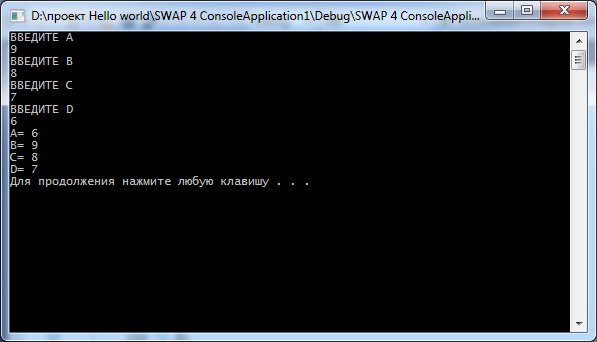 D:\проект Hello world\SWAP 4 ConsoleApplication1\Debug\SWAP 4 ConsoleAppli...
ВВЕДИТЕ A
9
ВВЕДИТЕ B
8
ВВЕДИТЕ C
7
ВВЕДИТЕ D
6
A= 6
B= 9
C= 8
D= 7
Для продолжения нажмите любую клавишу . . .